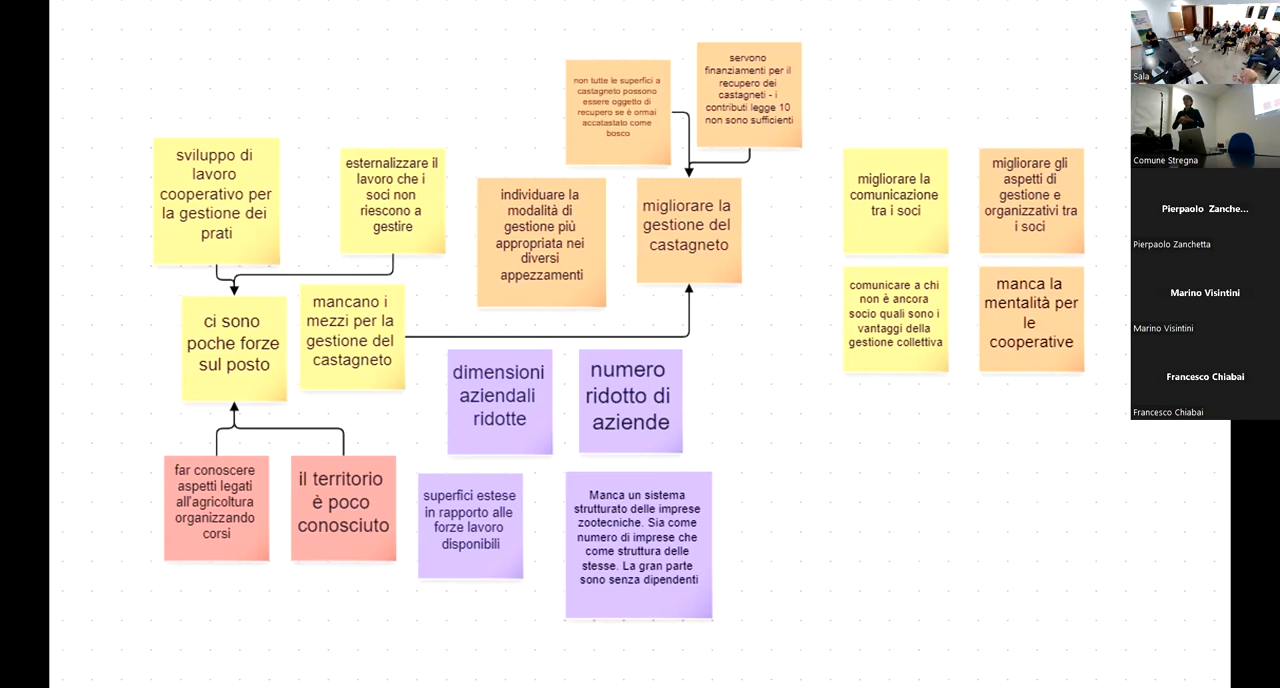 non tutte le superfici a
castagneto possono
essere oggetto di
recupero se è ormai
accatastato come
bosco
servono
finanziamenti per il
recupero dei
castagneti - i
contributi legge 10
non sono sufficienti
sviluppo di
lavoro
cooperativo per
la gestione dei
prati
esternalizzare il
lavoro che i
soci non
riescono a
gestire
individuare la
modalità di
gestione più
appropriata nei
diversi
appezzamenti
migliorare la
gestione del
castagneto
migliorare la
comunicazione
tra i soci
migliorare gli
aspetti di
gestione e
organizzativi tra
i soci
ci sono
poche forze
sul posto
mancano i
mezzi per la
gestione del
castagneto
comunicare a chi
non è ancora
socio quali sono i
vantaggi della
gestione collettiva
manca la
mentalità per
le
cooperative
dimensioni
aziendali
ridotte
numero
ridotto di
aziende
far conoscere
aspetti legati
all'agricoltura
organizzando
corsi
il territorio
è poco
conosciuto
superfici estese
in rapporto alle
forze lavoro
disponibili
Manca un sistema
strutturato delle imprese
zootecniche. Sia come
numero di imprese che
come struttura delle
stesse. La gran parte
sono senza dipendenti
Sala
Comune Stregna
Pierpaolo Zanche...
Pierpaolo Zanchetta
Marino Visintini
Marino Visintini
Francesco Chiabai
Francesco Chiabai